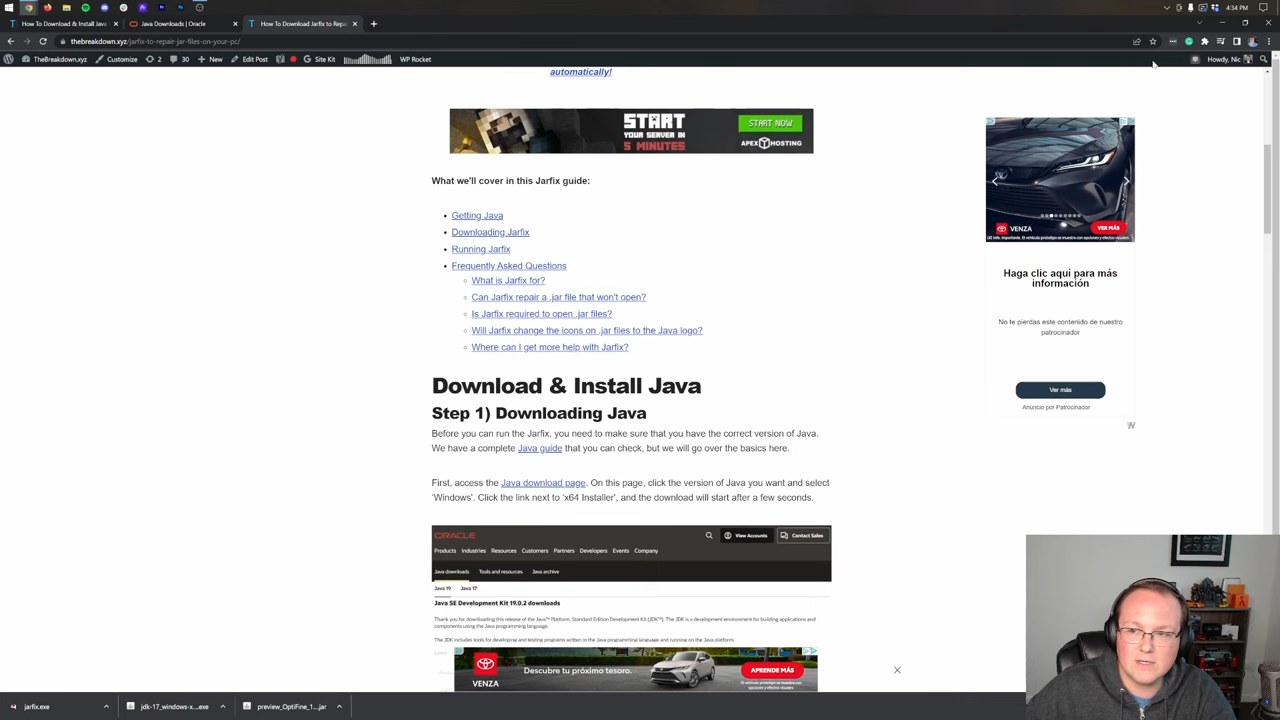 4:34 PM
How To Download & Install Java
Java Downloads | Oracle
How To Download Jarfix to Repa
thebreakdown.xyz/jarfix-to-repair-jar-files-on-your-pc/
TheBreakdown.xyz
Customize
2
30
New
Edit Post
Site Kit
WP Rocket
Howdy, Nic
automatically!
START
YOUR SERVER IN
5 MINUTES
START NOW
APEX HOSTING
What we'll cover in this Jarfix guide:
Getting Java
Downloading Jarfix
Running Jarfix
Frequently Asked Questions
What is Jarfix for?
Can Jarfix repair a .jar file that won't open?
Is Jarfix required to open .jar files?
Will Jarfix change the icons on .jar files to the Java logo?
Where can I get more help with Jarfix?
VENZA
VER MÁS
Haga clic aquí para más
información
No te pierdas este contenido de nuestro
patrocinador
Ver más
Anuncio por Patrocinador
Download & Install Java
Step 1) Downloading Java
Before you can run the Jarfix, you need to make sure that you have the correct version of Java.
We have a complete Java guide that you can check, but we will go over the basics here.
First, access the Java download page. On this page, click the version of Java you want and select
'Windows'. Click the link next to 'x64 Installer', and the download will start after a few seconds.
ORACLE
View Accounts
Contact Sales
Products Industries Resources Customers Partners Developers Events Company
Java downloads Tools and resources Java archive
Java 19 Java 17
Java SE Development Kit 19.0.2 downloads
Thank you for downloading this release of the Java™ Platform, Standard Edition Development Kit (JDK™). The JDK is a development environment for building applications and
components using the Java programming language.
The JDK includes tools for developing and testing programs written in the Java programming language and running on the Java platform
VENZA
Descubre tu próximo tesoro.
APRENDE MÁS
jarfix.exe
jdk-17_windows-x....exe
preview_OptiFine_1....jar